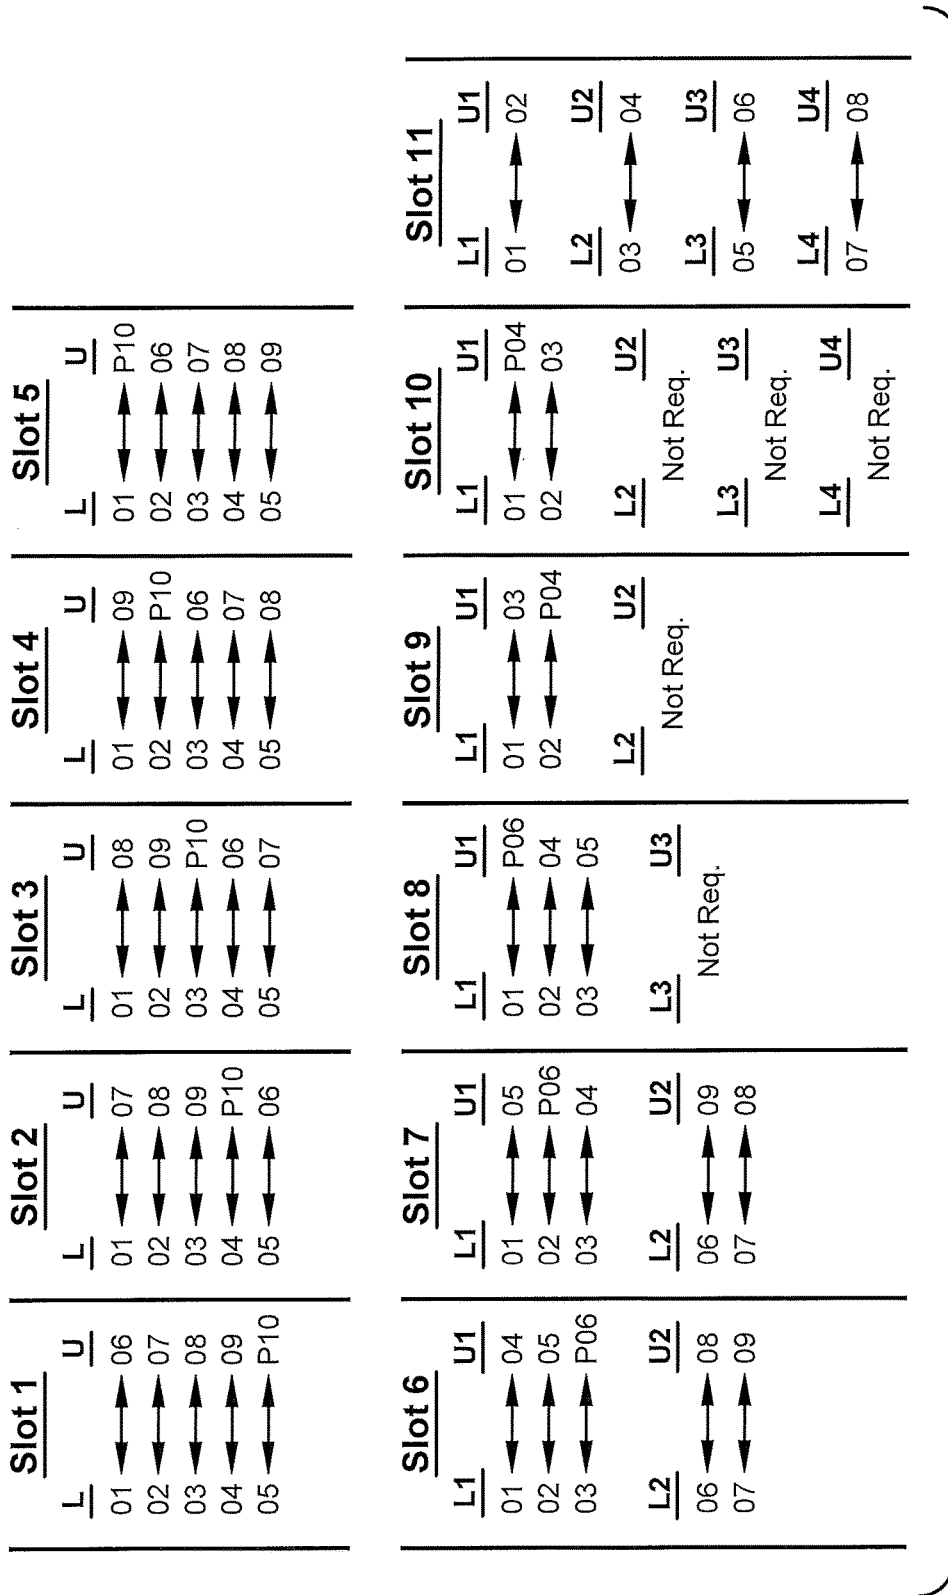 Slot 1
L U
01 ↔ 06
02 ↔ 07
03 ↔ 08
04 ↔ 09
05 ↔ P10
Slot 2
L U
01 ↔ 07
02 ↔ 08
03 ↔ 09
04 ↔ P10
05 ↔ 06
Slot 3
L U
01 ↔ 08
02 ↔ 09
03 ↔ P10
04 ↔ 06
05 ↔ 07
Slot 4
L U
01 ↔ 09
02 ↔ P10
03 ↔ 06
04 ↔ 07
05 ↔ 08
Slot 5
L U
01 ↔ P10
02 ↔ 06
03 ↔ 07
04 ↔ 08
05 ↔ 09
Slot 6
L1 U1
01 ↔ 04
02 ↔ 05
03 ↔ P06
L2 U2
06 ↔ 08
07 ↔ 09
Slot 7
L1 U1
01 ↔ 05
02 ↔ P06
03 ↔ 04
L2 U2
06 ↔ 09
07 ↔ 08
Slot 8
L1 U1
01 ↔ P06
02 ↔ 04
03 ↔ 05
L3 U3
Not Req.
Slot 9
L1 U1
01 ↔ 03
02 ↔ P04
L2 U2
Not Req.
Slot 10
L1 U1
01 ↔ P04
02 ↔ 03
L2 U2
Not Req.
L3 U3
Not Req.
L4 U4
Not Req.
Slot 11
L1 U1
01 ↔ 02
L2 U2
03 ↔ 04
L3 U3
05 ↔ 06
L4 U4
07 ↔ 08